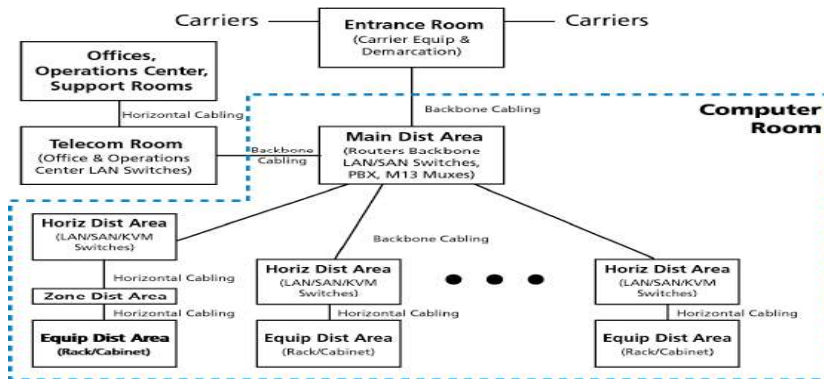 Carriers
Carriers
Entrance Room
(Carrier Equip &
Demarcation)
Offices,
Operations Center,
Support Rooms
Horizontal Cabling
Backbone Cabling
Computer
Room
Telecom Room
(Office & Operations
Center LAN Switches)
Backbone
Cabling
Main Dist Area
(Routers Backbone
LAN/SAN Switches,
PBX, M13 Muxes)
Horiz Dist Area
(LAN/SAN/KVM
Switches)
Backbone Cabling
Horizontal Cabling
Zone Dist Area
Horizontal Cabling
Equip Dist Area
(Rack/Cabinet)
Horiz Dist Area
(LAN/SAN/KVM
Switches)
Horizontal Cabling
Equip Dist Area
(Rack/Cabinet)
Horiz Dist Area
(LAN/SAN/KVM
Switches)
Horizontal Cabling
Equip Dist Area
(Rack/Cabinet)